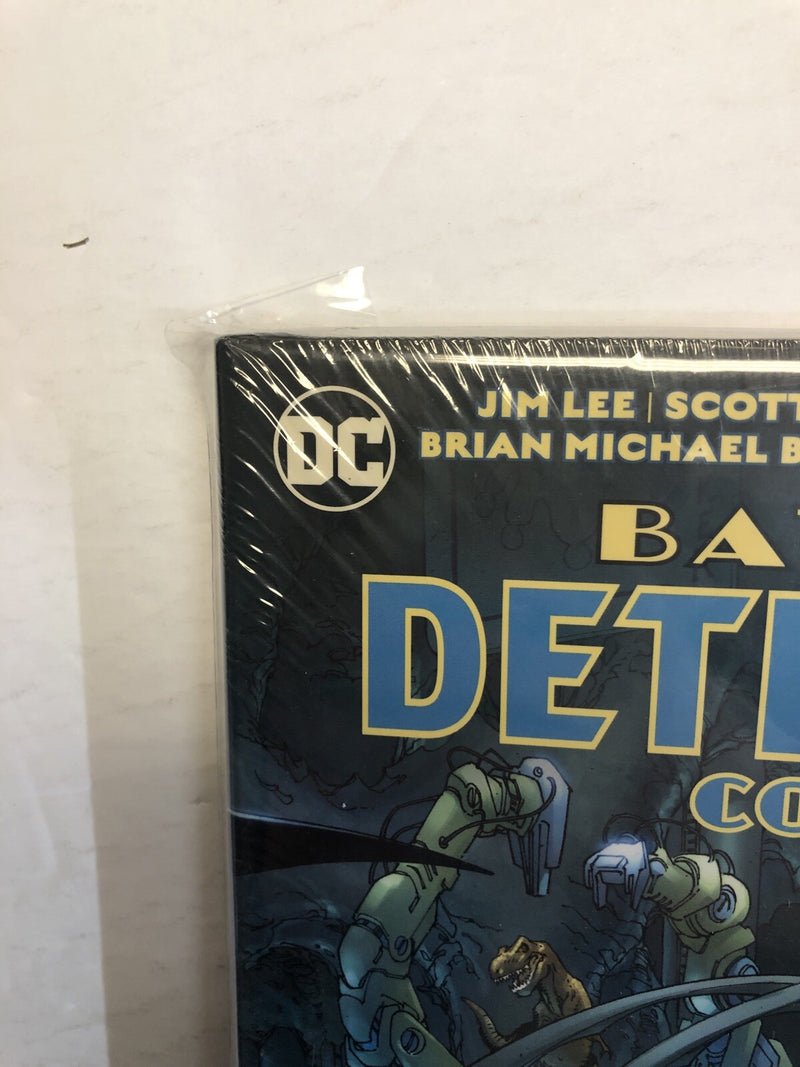 DC
JIM LEE | SCOTT
BRIAN MICHAEL B
BA
DETE
CO